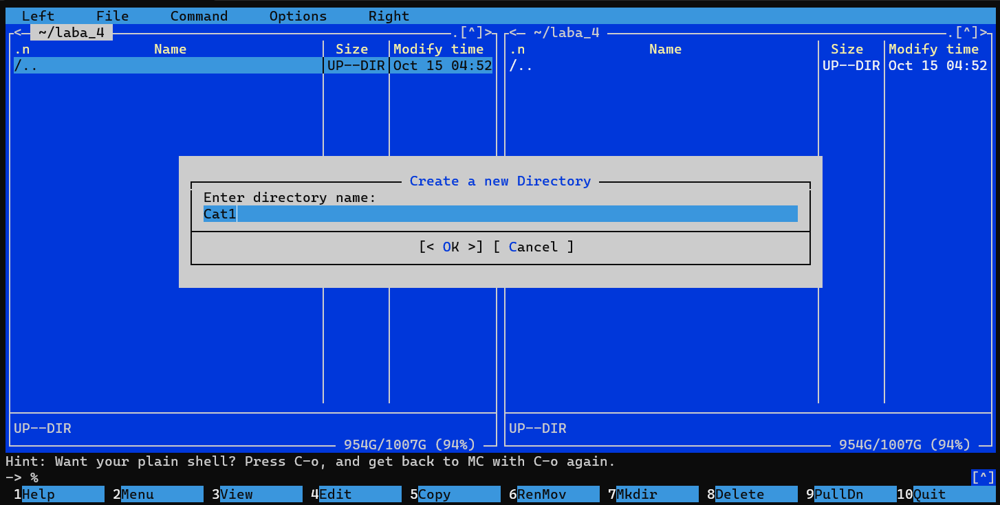 Left File Command Options Right
<─ ~/laba_4 .[^]> <─ ~/laba_4 .[^]>
.n Name Size Modify time .n Name Size Modify time
/.. UP--DIR Oct 15 04:52 /.. UP--DIR Oct 15 04:52
Create a new Directory
Enter directory name:
Cat1
[< OK >] [ Cancel ]
UP--DIR UP--DIR
954G/1007G (94%) 954G/1007G (94%)
Hint: Want your plain shell? Press C-o, and get back to MC with C-o again.
-> % [^]
1Help 2Menu 3View 4Edit 5Copy 6RenMov 7Mkdir 8Delete 9PullDn 10Quit